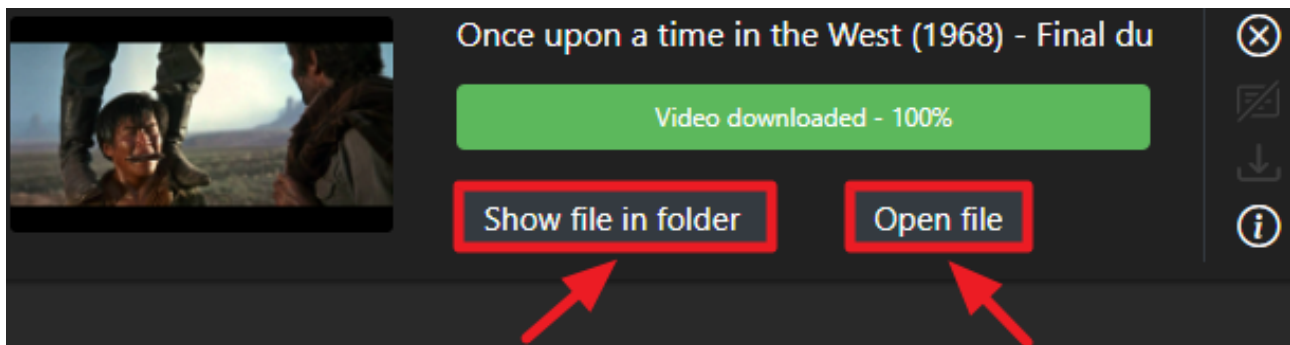 Once upon a time in the West (1968) - Final du
Video downloaded - 100%
Show file in folder
Open file